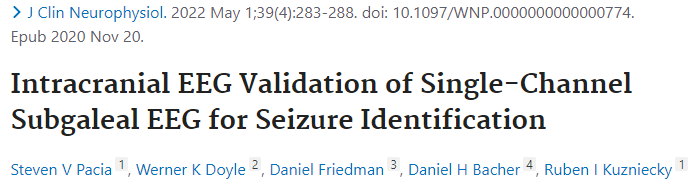 J Clin Neurophysiol. 2022 May 1;39(4):283-288. doi: 10.1097/WNP.0000000000000774.
Epub 2020 Nov 20.
Intracranial EEG Validation of Single-Channel
Subgaleal EEG for Seizure Identification
Steven V Pacia 1, Werner K Doyle 2, Daniel Friedman 3, Daniel H Bacher 4, Ruben I Kuzniecky 1